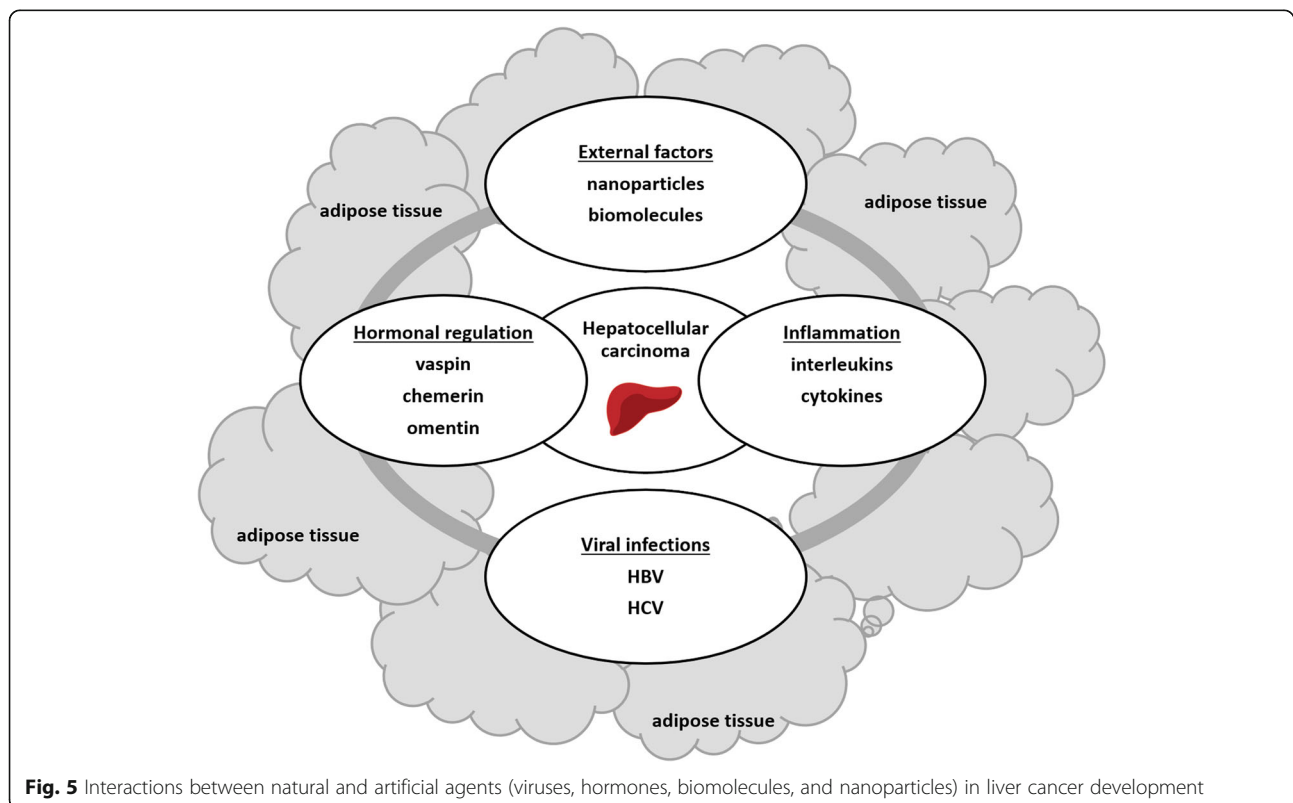 External factors
nanoparticles
biomolecules
adipose tissue
adipose tissue
Hormonal regulation
vaspin
chemerin
omentin
Hepatocellular
carcinoma
Inflammation
interleukins
cytokines
adipose tissue
Viral infections
HBV
HCV
adipose tissue
Fig. 5 Interactions between natural and artificial agents (viruses, hormones, biomolecules, and nanoparticles) in liver cancer development